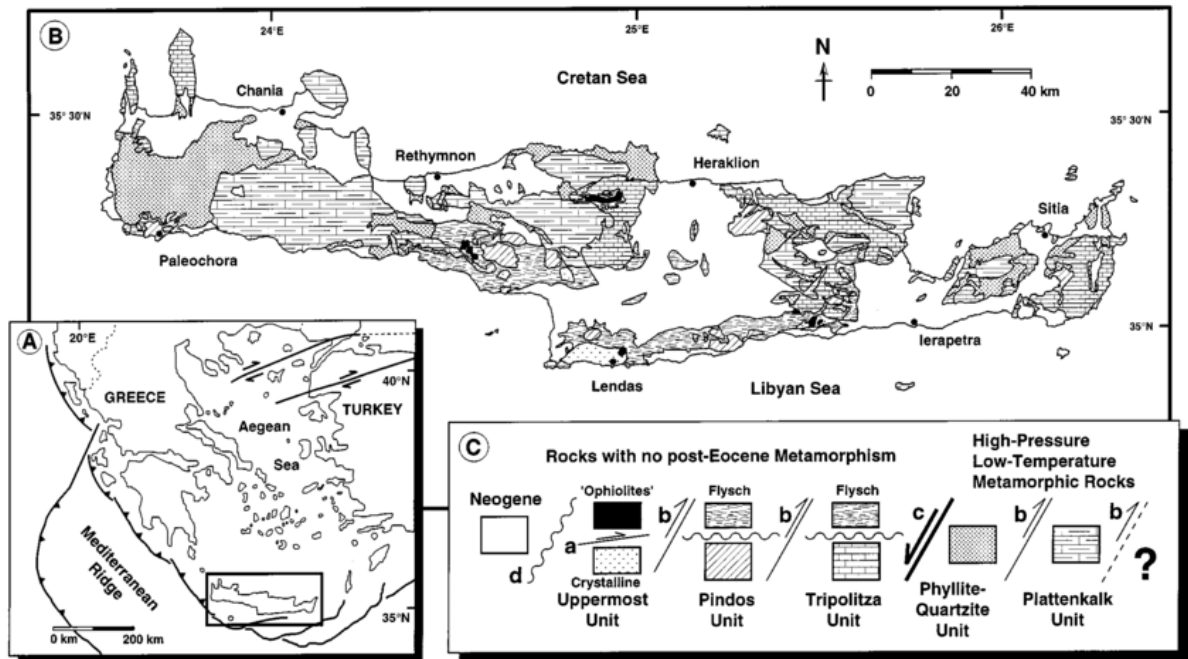 B
24°E
25°E
26°E
N
Cretan Sea
0 20 40 km
Chania
35° 30'N
35° 30'N
Rethymnon
Heraklion
Sitia
Paleochora
35°N
Ierapetra
Lendas
Libyan Sea
A
20°E
40°N
GREECE
TURKEY
Aegean
Sea
Mediterranean
Ridge
35°N
0 km 200 km
C
Rocks with no post-Eocene Metamorphism
High-Pressure
Low-Temperature
Metamorphic Rocks
Neogene
'Ophiolites'
Flysch
Flysch
a
b
b
c
b
b
d
?
Crystalline
Uppermost
Unit
Pindos
Unit
Tripolitza
Unit
Phyllite-
Quartzite
Unit
Plattenkalk
Unit